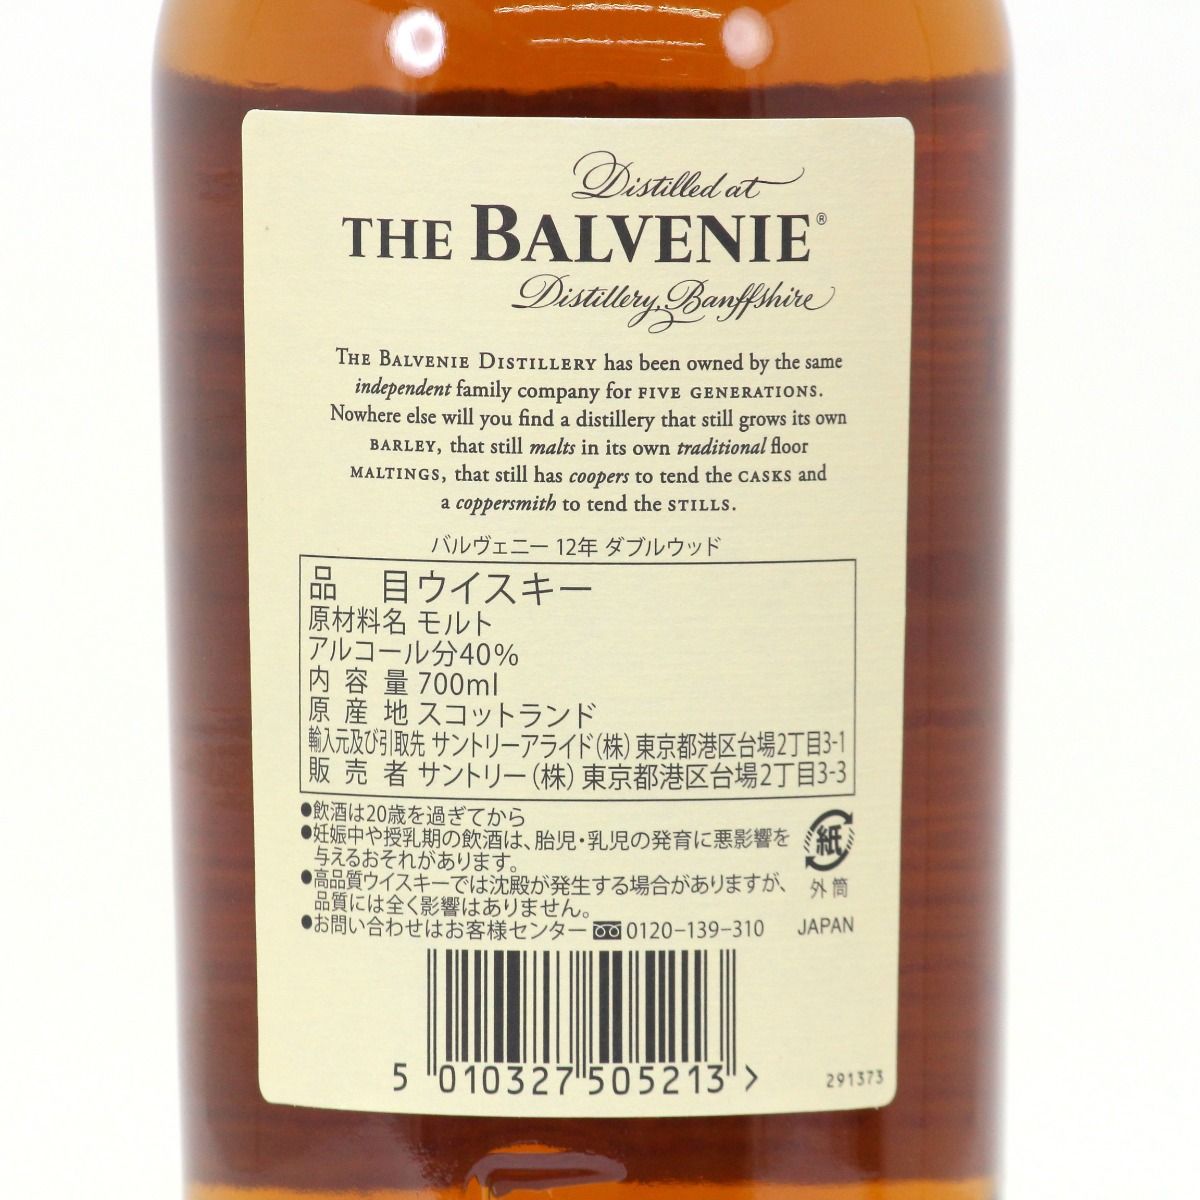 Distilled at
THE BALVENIE®
Distillery, Banffshire
THE BALVENIE DISTILLERY has been owned by the same
independent family company for FIVE GENERATIONS.
Nowhere else will you find a distillery that still grows its own
BARLEY, that still malts in its own traditional floor
MALTINGS, that still has coopers to tend the CASKS and
a coppersmith to tend the STILLS.
バルヴェニー 12年 ダブルウッド
品 目 ウイスキー
原材料名 モルト
アルコール分40%
内容量 700ml
原産地 スコットランド
輸入元及び引取先 サントリーアライド(株) 東京都港区台場2丁目3-1
販売者 サントリー(株) 東京都港区台場2丁目3-3
●飲酒は20歳を過ぎてから
●妊娠中や授乳期の飲酒は、胎児・乳児の発育に悪影響を
与えるおそれがあります。
●高品質ウイスキーでは沈殿が発生する場合がありますが、
品質には全く影響はありません。
●お問い合わせはお客様センター 0120-139-310
紙
外筒
JAPAN
5 010327 505213 >
291373